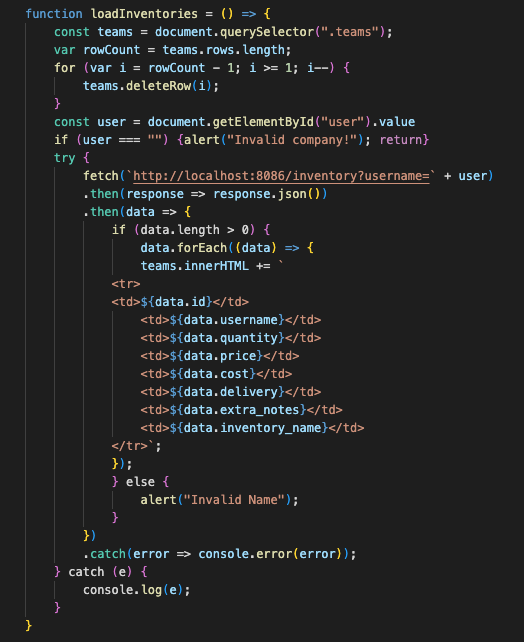 function loadInventories = () => {
    const teams = document.querySelector(".teams");
    var rowCount = teams.rows.length;
    for (var i = rowCount - 1; i >= 1; i--) {
        teams.deleteRow(i);
    }
    const user = document.getElementById("user").value
    if (user === "") {alert("Invalid company!"); return}
    try {
        fetch(`http://localhost:8086/inventory?username=` + user)
        .then(response => response.json())
        .then(data => {
            if (data.length > 0) {
                data.forEach((data) => {
                teams.innerHTML += `
            <tr>
            <td>${data.id}</td>
                <td>${data.username}</td>
                <td>${data.quantity}</td>
                <td>${data.price}</td>
                <td>${data.cost}</td>
                <td>${data.delivery}</td>
                <td>${data.extra_notes}</td>
                <td>${data.inventory_name}</td>
            </tr>`;
            });
            } else {
                alert("Invalid Name");
            }
        })
        .catch(error => console.error(error));
    } catch (e) {
        console.log(e);
    }
}